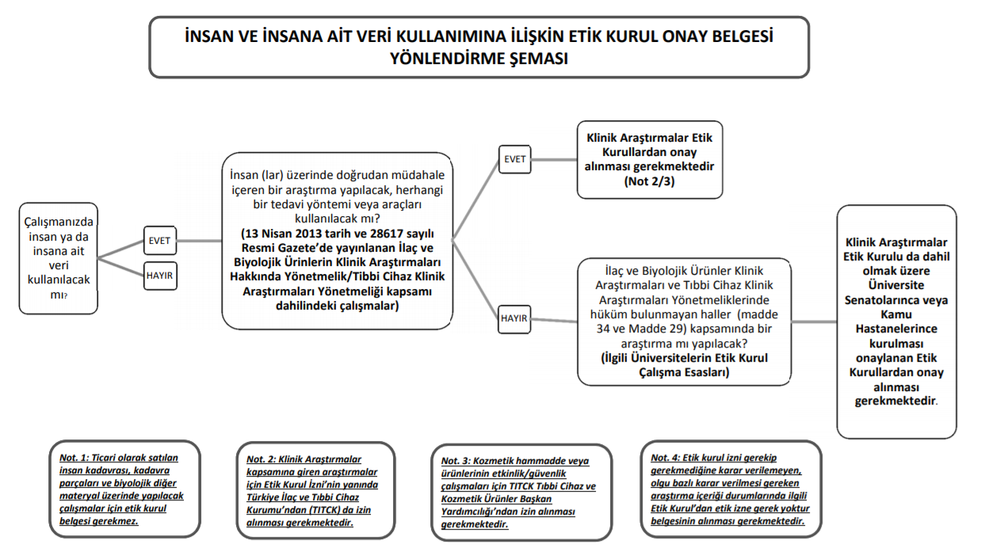 İNSAN VE İNSANA AİT VERİ KULLANIMINA İLİŞKİN ETİK KURUL ONAY BELGESİ
YÖNLENDİRME ŞEMASI
Çalışmanızda
insan ya da
insana ait
veri
kullanılacak
mı?
EVET
HAYIR
İnsan (lar) üzerinde doğrudan müdahale
içeren bir araştırma yapılacak, herhangi
bir tedavi yöntemi veya araçları
kullanılacak mı?
(13 Nisan 2013 tarih ve 28617 sayılı
Resmi Gazete’de yayınlanan İlaç ve
Biyolojik Ürinlerin Klinik Araştırmaları
Hakkında Yönetmelik/Tibbi Cihaz Klinik
Araştırmaları Yönetmeliği kapsamı
dahilindeki çalışmalar)
EVET
HAYIR
Klinik Araştırmalar Etik
Kurullardan onay
alınması gerekmektedir
(Not 2/3)
İlaç ve Biyolojik Ürünler Klinik
Araştırmaları ve Tıbbi Cihaz Klinik
Araştırmaları Yönetmeliklerinde
hüküm bulunmayan haller (madde
34 ve Madde 29) kapsamında bir
araştırma mı yapılacak?
(İlgili Üniversitelerin Etik Kurul
Çalışma Esasları)
Klinik Araştırmalar
Etik Kurulu da dahil
olmak üzere
Üniversite
Senatolarınca veya
Kamu
Hastanelerince
kurulması
onaylanan Etik
Kurullardan onay
alınması
gerekmektedir.
Not. 1: Ticari olarak satılan
insan kadavrası, kadavra
parçaları ve biyolojik diğer
materyal üzerinde yapılacak
çalışmalar için etik kurul
belgesi gerekmez.
Not. 2: Klinik Araştırmalar
kapsamına giren araştırmalar
için Etik Kurul İzni’nin yanında
Türkiye İlaç ve Tıbbi Cihaz
Kurumu’ndan (TITCK) da izin
alınması gerekmektedir.
Not. 3: Kozmetik hammadde veya
ürünlerinin etkinlik/güvenlik
çalışmaları için TITCK Tıbbi Cihaz ve
Kozmetik Ürünler Başkan
Yardımcılığı’ndan izin alınması
gerekmektedir.
Not. 4: Etik kurul izni gerekip
gerekmediğine karar verilemeyen,
olgu bazlı karar verilmesi gereken
araştırma içeriği durumlarında ilgili
Etik Kurul’dan etik izne gerek yoktur
belgesinin alınması gerekmektedir.